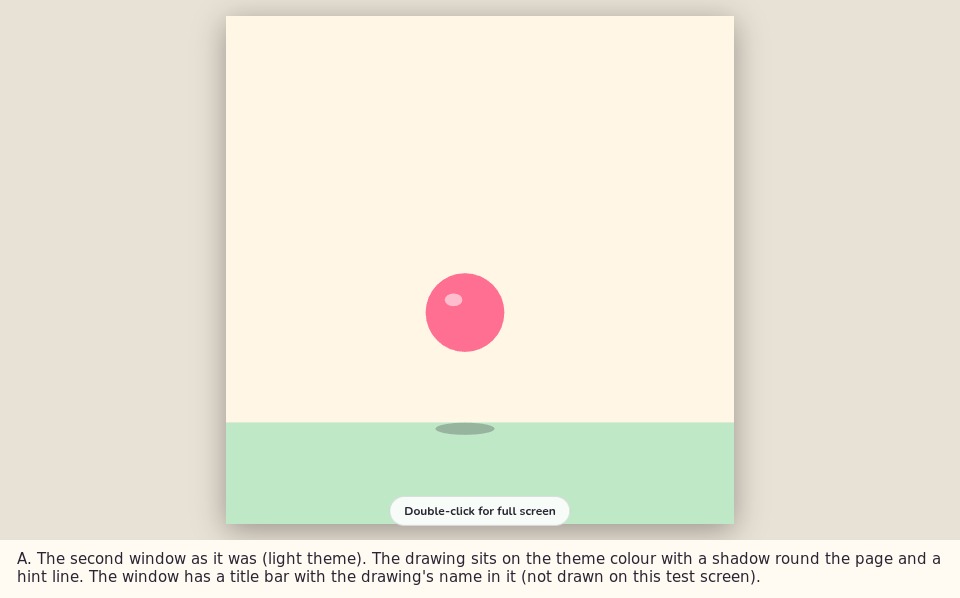 Double-click for full screen
A. The second window as it was (light theme). The drawing sits on the theme colour with a shadow round the page and a
hint line. The window has a title bar with the drawing's name in it (not drawn on this test screen).